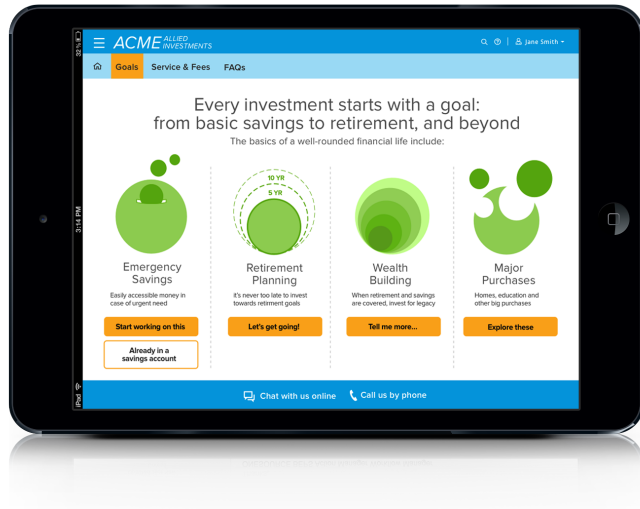 ACME ALLIED INVESTMENTS
Jane Smith
Goals Service & Fees FAQs
Every investment starts with a goal:
from basic savings to retirement, and beyond
The basics of a well-rounded financial life include:
10 YR
5 YR
Emergency
Savings
Easily accessible money in
case of urgent need
Start working on this
Already in a
savings account
Retirement
Planning
it's never too late to invest
towards retirment goals
Let's get going!
Wealth
Building
When retirement and savings
are covered, invest for legacy
Tell me more...
Major
Purchases
Homes, education and
other big purchases
Explore these
Chat with us online Call us by phone
iPad
3:14 PM
32%